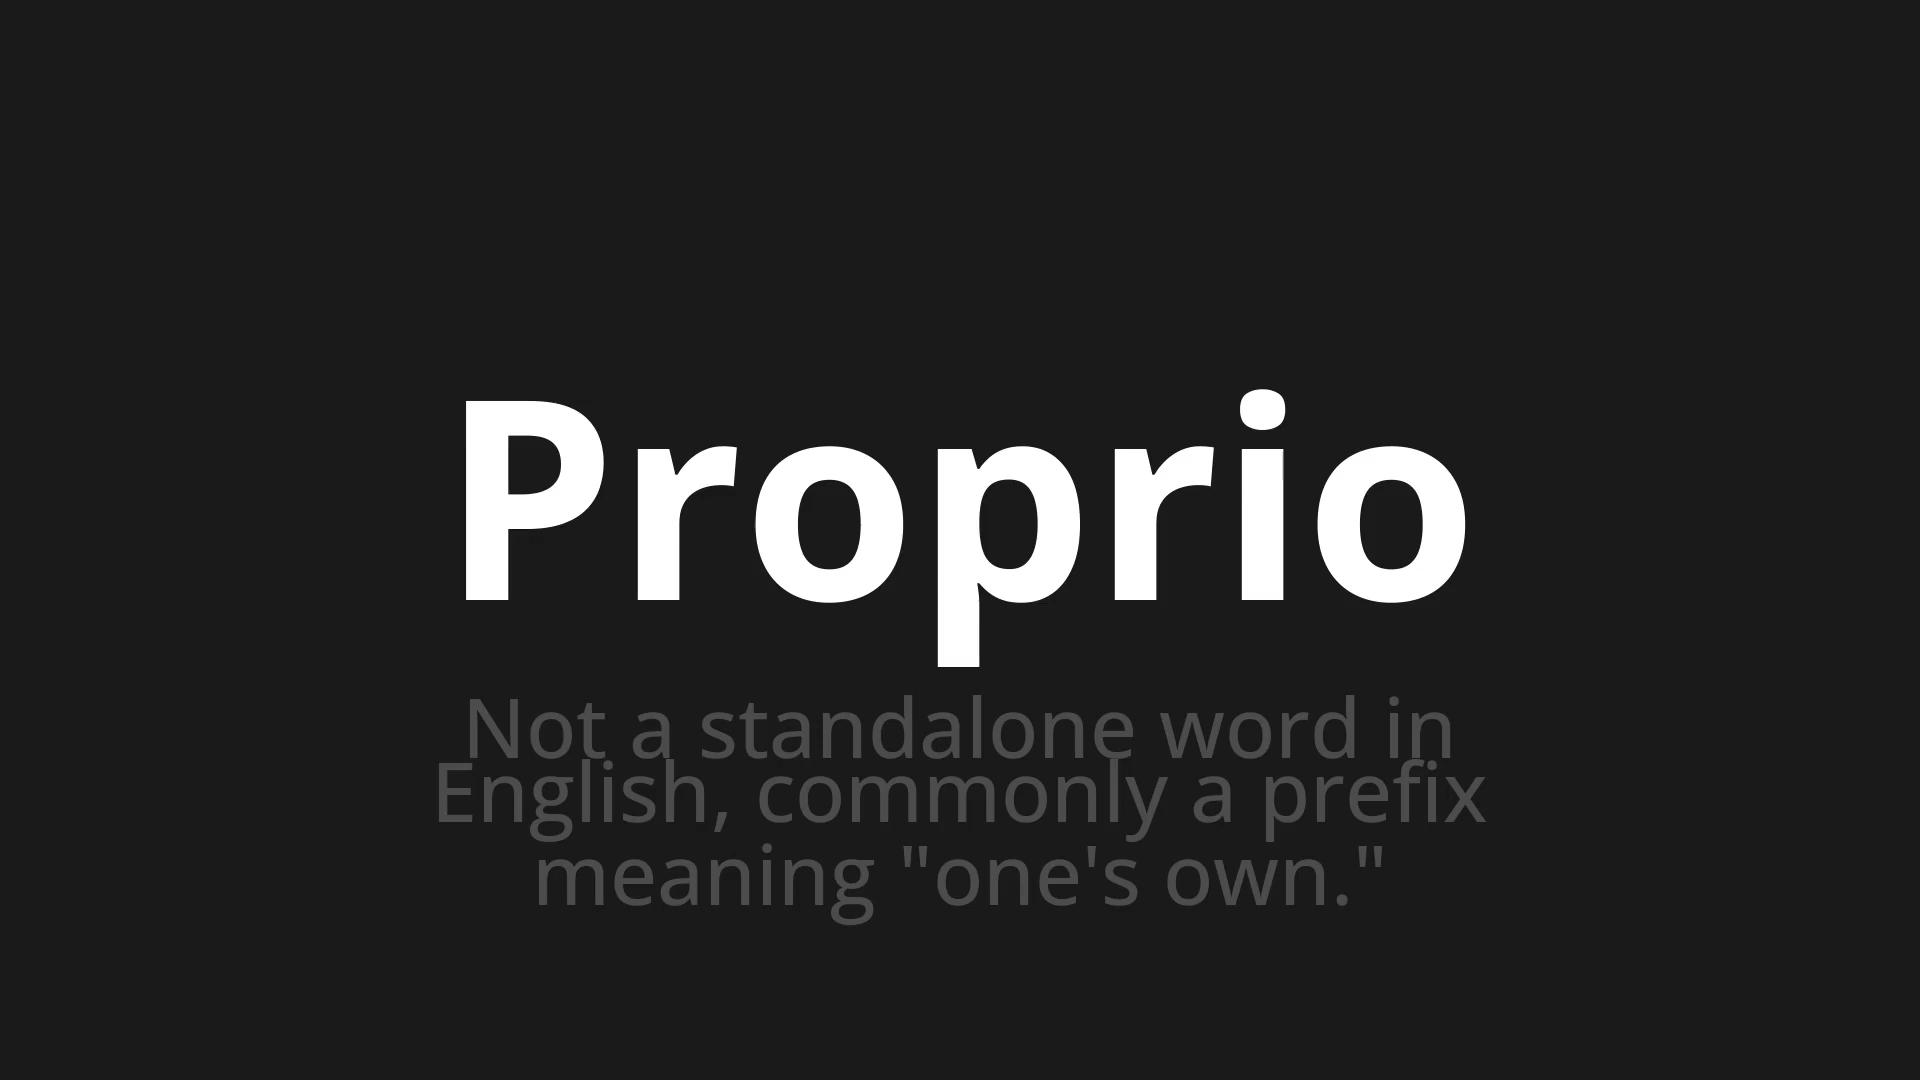 Proprio
Not a standalone word in
English, commonly a prefix
meaning "one's own."